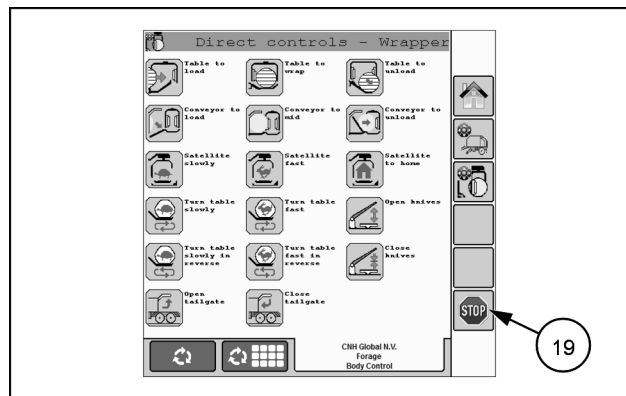 Direct controls - Wrapper
Table to
load
Table to
wrap
Table to
unload
Conveyor to
load
Conveyor to
mid
Conveyor to
unload
Satellite
slowly
Satellite
fast
Satellite
to home
Turn table
slowly
Turn table
fast
Open knives
Turn table
slowly in
reverse
Turn table
fast in
reverse
Close
knives
Open
tailgate
Close
tailgate
STOP
19
CNH Global N.V.
Forage
Body Control